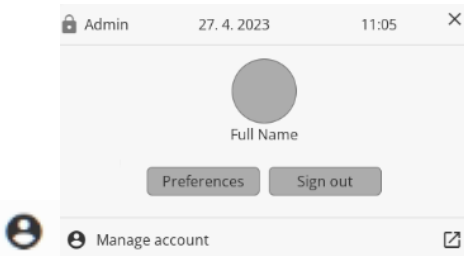 Admin 27. 4. 2023 11:05
Full Name
Preferences Sign out
Manage account